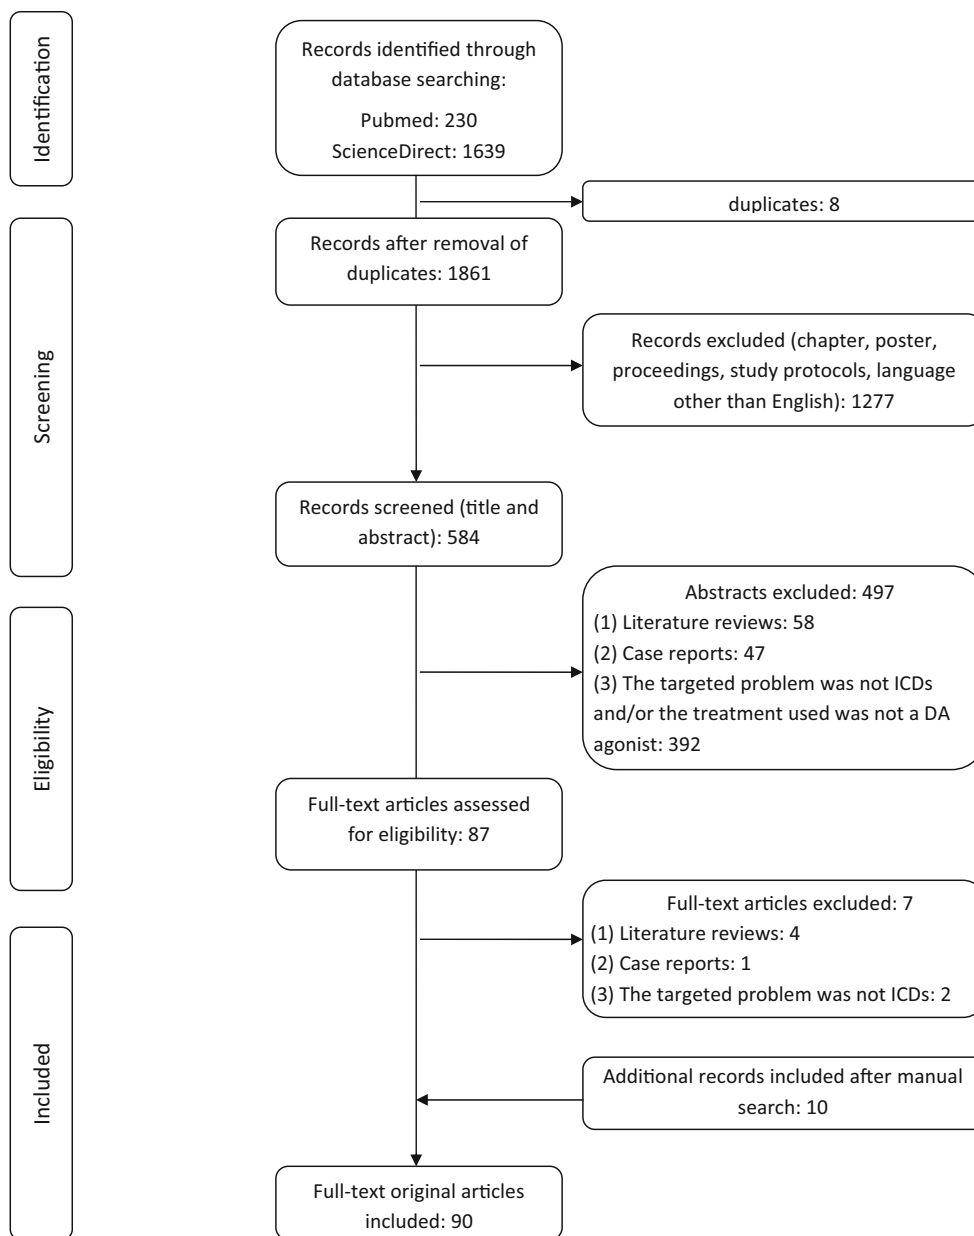 Identification
Records identified through
database searching:
Pubmed: 230
ScienceDirect: 1639
duplicates: 8
Screening
Records after removal of
duplicates: 1861
Records excluded (chapter, poster,
proceedings, study protocols, language
other than English): 1277
Records screened (title and
abstract): 584
Abstracts excluded: 497
(1) Literature reviews: 58
(2) Case reports: 47
(3) The targeted problem was not ICDs
and/or the treatment used was not a DA
agonist: 392
Eligibility
Full-text articles assessed
for eligibility: 87
Full-text articles excluded: 7
(1) Literature reviews: 4
(2) Case reports: 1
(3) The targeted problem was not ICDs: 2
Included
Additional records included after manual
search: 10
Full-text original articles
included: 90